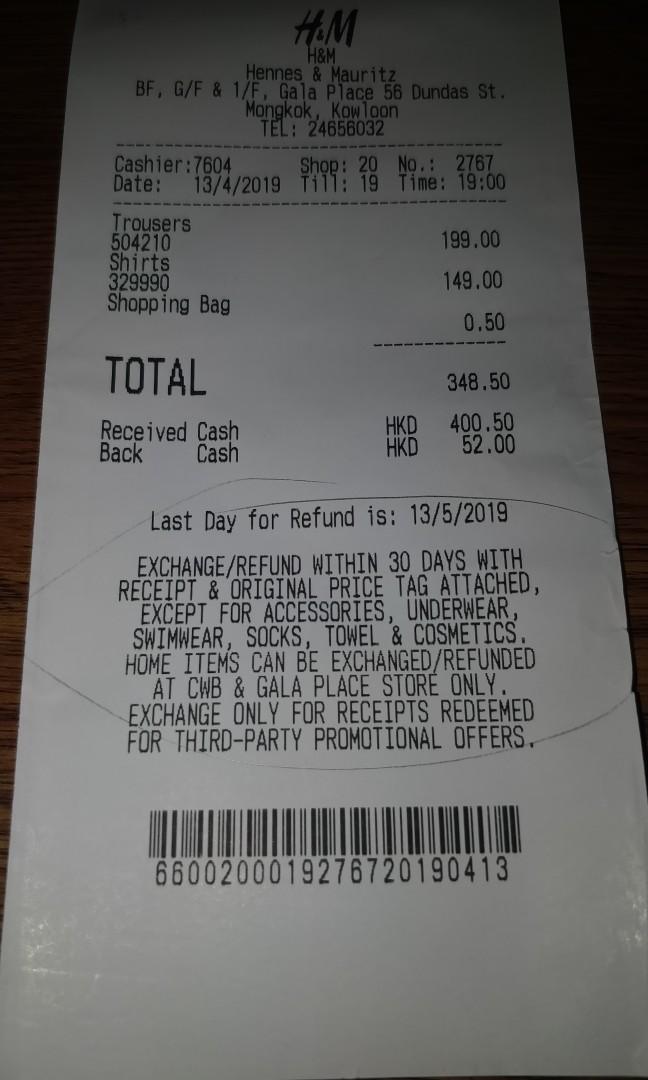 H&M
H&M
Hennes & Mauritz
BF, G/F & 1/F, Gala Place 56 Dundas St.
Mongkok, Kowloon
TEL: 24656032
Cashier:7604 Shop: 20 No.: 2767
Date: 13/4/2019 Till: 19 Time: 19:00
Trousers
504210 199.00
Shirts
329990 149.00
Shopping Bag
0.50
TOTAL 348.50
Received Cash HKD 400.50
Back Cash HKD 52.00
Last Day for Refund is: 13/5/2019
EXCHANGE/REFUND WITHIN 30 DAYS WITH
RECEIPT & ORIGINAL PRICE TAG ATTACHED,
EXCEPT FOR ACCESSORIES, UNDERWEAR,
SWIMWEAR, SOCKS, TOWEL & COSMETICS.
HOME ITEMS CAN BE EXCHANGED/REFUNDED
AT CWB & GALA PLACE STORE ONLY.
EXCHANGE ONLY FOR RECEIPTS REDEEMED
FOR THIRD-PARTY PROMOTIONAL OFFERS.
6600200019276720190413